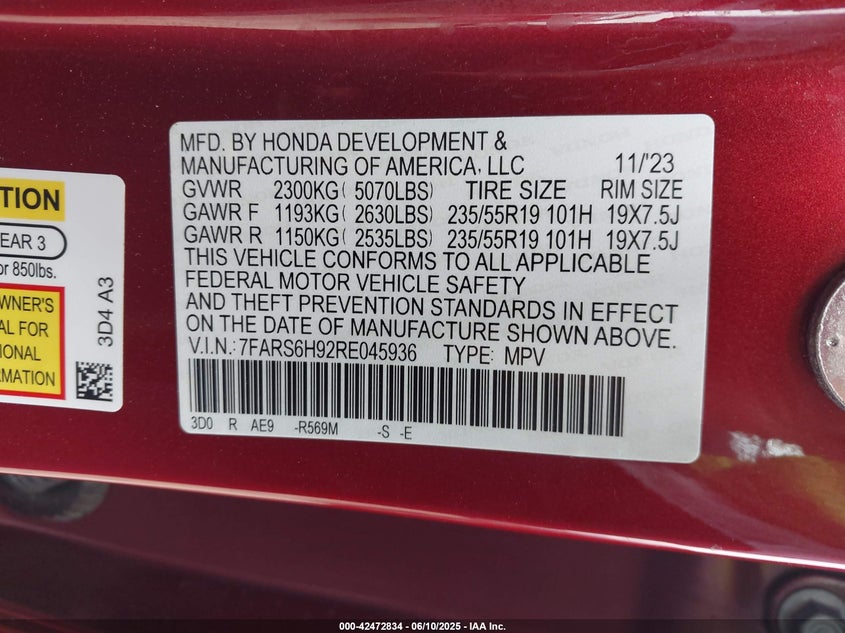 MFD. BY HONDA DEVELOPMENT &
MANUFACTURING OF AMERICA, LLC 11/'23
GVWR 2300KG( 5070LBS) TIRE SIZE RIM SIZE
GAWR F 1193KG( 2630LBS) 235/55R19 101H 19X7.5J
GAWR R 1150KG( 2535LBS) 235/55R19 101H 19X7.5J
THIS VEHICLE CONFORMS TO ALL APPLICABLE
FEDERAL MOTOR VEHICLE SAFETY
AND THEFT PREVENTION STANDARDS IN EFFECT
ON THE DATE OF MANUFACTURE SHOWN ABOVE.
V.I.N.:7FARS6H92RE045936 TYPE: MPV
3D0 R AE9 -R569M -S -E
TION
EAR 3
or 850lbs.
OWNER'S
AL FOR
IONAL
RMATION
3D4 A3
000-42472834 - 06/10/2025 - IAA Inc.